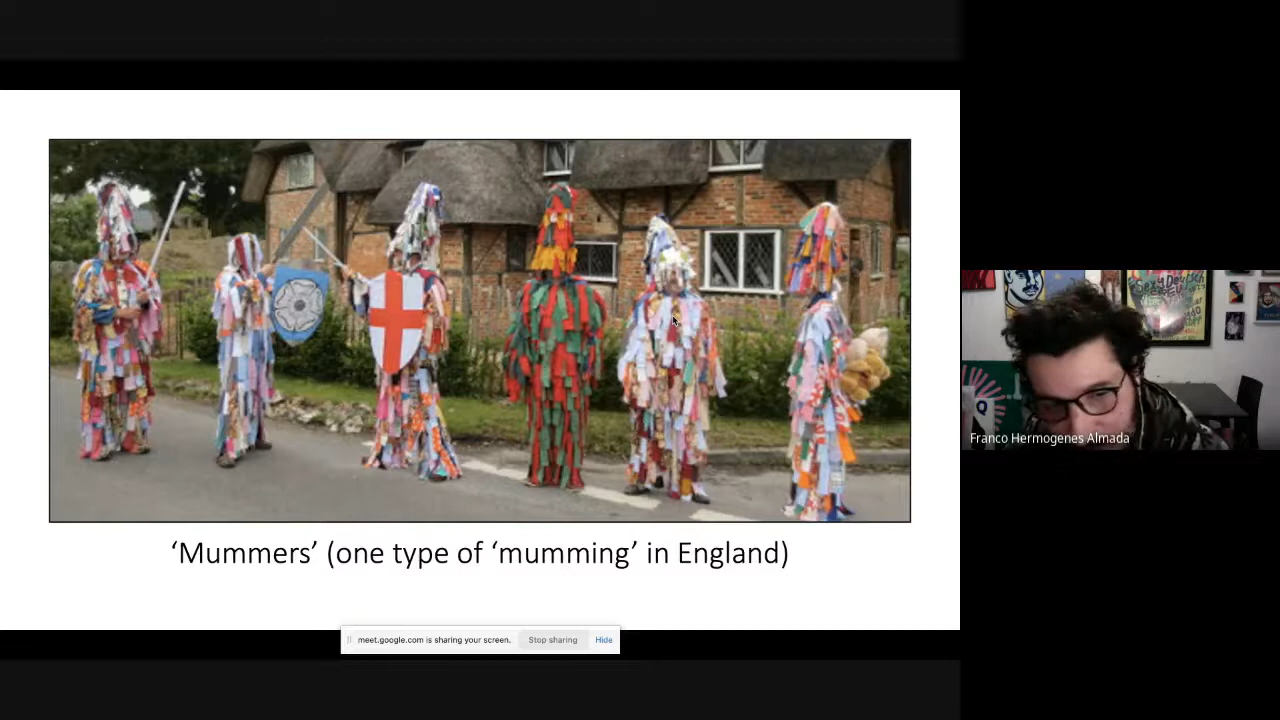 ‘Mummers’ (one type of ‘mumming’ in England)
meet.google.com is sharing your screen. Stop sharing Hide
Franco Hermogenes Almada